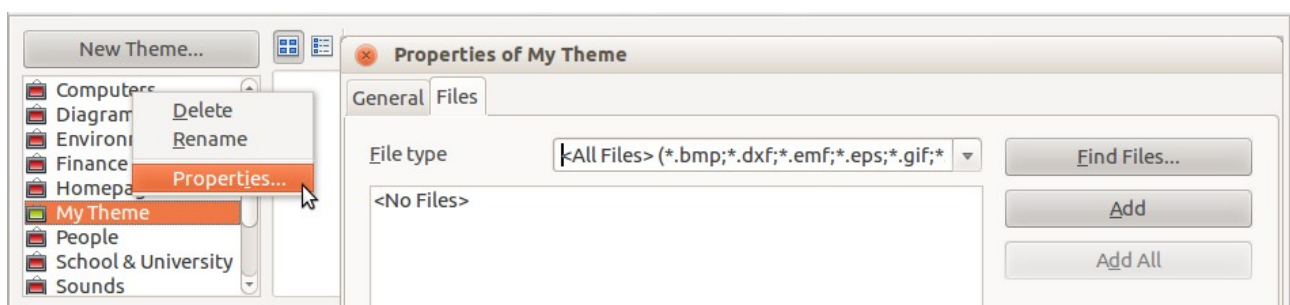 New Theme...
Computers
Diagram
Environ
Finance
Homepa
My Theme
People
School & University
Sounds
Delete
Rename
Properties...
Properties of My Theme
General Files
File type
<All Files> (*.bmp;*.dxf;*.emf;*.eps;*.gif;*
Find Files...
<No Files>
Add
Add All